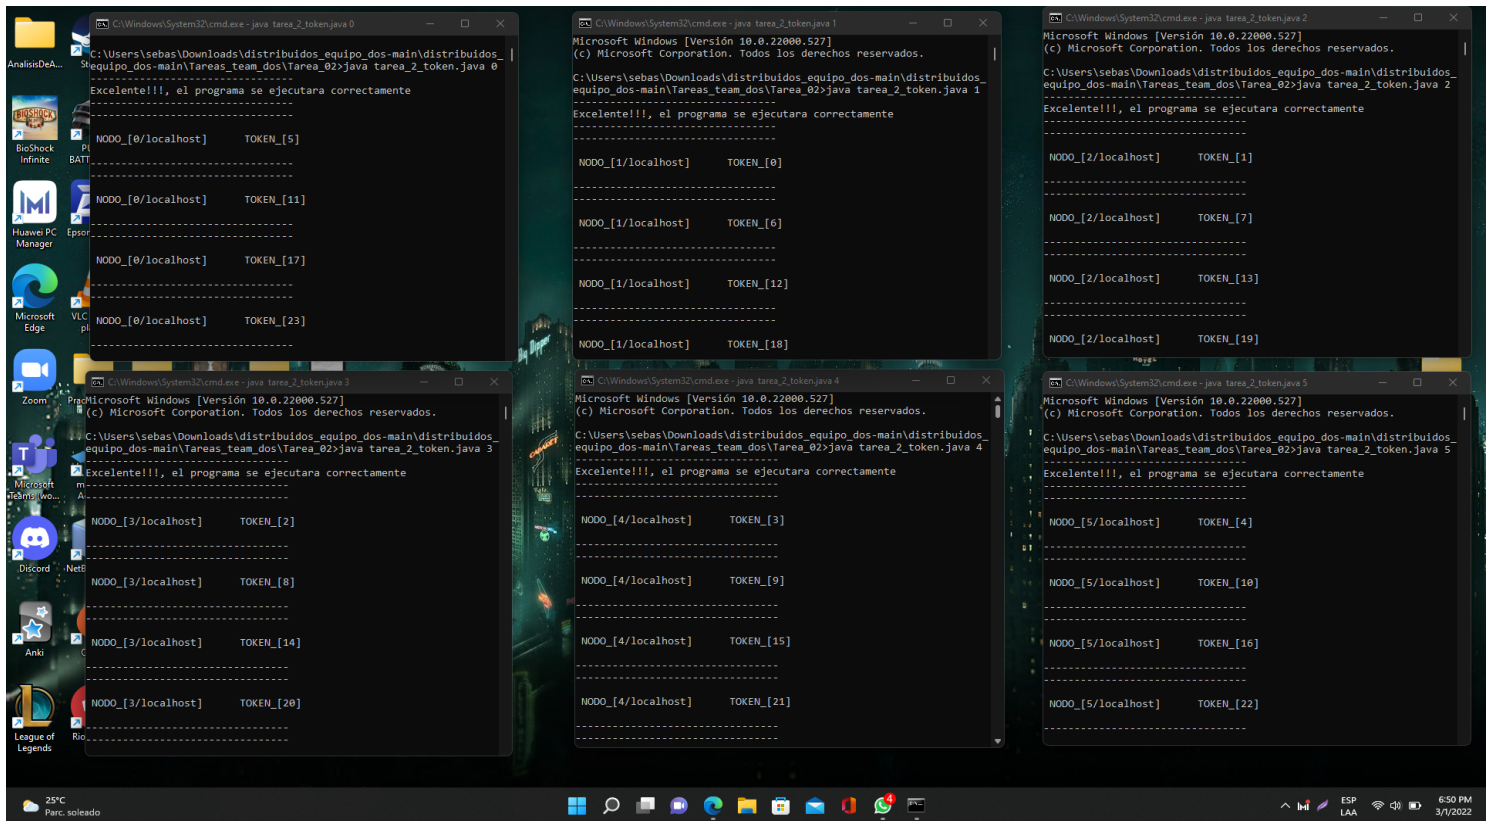 C:\Windows\System32\cmd.exe - java tarea_2_token.java 0
C:\Users\sebas\Downloads\distribuidos_equipo_dos-main\distribuidos_
equipo_dos-main\Tareas_team_dos\Tarea_02>java tarea_2_token.java 0
--------------------------------
Excelente!!!, el programa se ejecutara correctamente
--------------------------------
--------------------------------
NODO_[0/localhost] TOKEN_[5]
--------------------------------
--------------------------------
NODO_[0/localhost] TOKEN_[11]
--------------------------------
--------------------------------
NODO_[0/localhost] TOKEN_[17]
--------------------------------
--------------------------------
NODO_[0/localhost] TOKEN_[23]
--------------------------------
C:\Windows\System32\cmd.exe - java tarea_2_token.java 1
Microsoft Windows [Versión 10.0.22000.527]
(c) Microsoft Corporation. Todos los derechos reservados.
C:\Users\sebas\Downloads\distribuidos_equipo_dos-main\distribuidos_
equipo_dos-main\Tareas_team_dos\Tarea_02>java tarea_2_token.java 1
--------------------------------
Excelente!!!, el programa se ejecutara correctamente
--------------------------------
--------------------------------
NODO_[1/localhost] TOKEN_[0]
--------------------------------
--------------------------------
NODO_[1/localhost] TOKEN_[6]
--------------------------------
--------------------------------
NODO_[1/localhost] TOKEN_[12]
--------------------------------
--------------------------------
NODO_[1/localhost] TOKEN_[18]
C:\Windows\System32\cmd.exe - java tarea_2_token.java 2
Microsoft Windows [Versión 10.0.22000.527]
(c) Microsoft Corporation. Todos los derechos reservados.
C:\Users\sebas\Downloads\distribuidos_equipo_dos-main\distribuidos_
equipo_dos-main\Tareas_team_dos\Tarea_02>java tarea_2_token.java 2
--------------------------------
Excelente!!!, el programa se ejecutara correctamente
--------------------------------
--------------------------------
NODO_[2/localhost] TOKEN_[1]
--------------------------------
--------------------------------
NODO_[2/localhost] TOKEN_[7]
--------------------------------
--------------------------------
NODO_[2/localhost] TOKEN_[13]
--------------------------------
--------------------------------
NODO_[2/localhost] TOKEN_[19]
C:\Windows\System32\cmd.exe - java tarea_2_token.java 3
Microsoft Windows [Versión 10.0.22000.527]
(c) Microsoft Corporation. Todos los derechos reservados.
C:\Users\sebas\Downloads\distribuidos_equipo_dos-main\distribuidos_
equipo_dos-main\Tareas_team_dos\Tarea_02>java tarea_2_token.java 3
--------------------------------
Excelente!!!, el programa se ejecutara correctamente
--------------------------------
--------------------------------
NODO_[3/localhost] TOKEN_[2]
--------------------------------
--------------------------------
NODO_[3/localhost] TOKEN_[8]
--------------------------------
--------------------------------
NODO_[3/localhost] TOKEN_[14]
--------------------------------
--------------------------------
NODO_[3/localhost] TOKEN_[20]
--------------------------------
--------------------------------
C:\Windows\System32\cmd.exe - java tarea_2_token.java 4
Microsoft Windows [Versión 10.0.22000.527]
(c) Microsoft Corporation. Todos los derechos reservados.
C:\Users\sebas\Downloads\distribuidos_equipo_dos-main\distribuidos_
equipo_dos-main\Tareas_team_dos\Tarea_02>java tarea_2_token.java 4
--------------------------------
Excelente!!!, el programa se ejecutara correctamente
--------------------------------
--------------------------------
NODO_[4/localhost] TOKEN_[3]
--------------------------------
--------------------------------
NODO_[4/localhost] TOKEN_[9]
--------------------------------
--------------------------------
NODO_[4/localhost] TOKEN_[15]
--------------------------------
--------------------------------
NODO_[4/localhost] TOKEN_[21]
--------------------------------
--------------------------------
C:\Windows\System32\cmd.exe - java tarea_2_token.java 5
Microsoft Windows [Versión 10.0.22000.527]
(c) Microsoft Corporation. Todos los derechos reservados.
C:\Users\sebas\Downloads\distribuidos_equipo_dos-main\distribuidos_
equipo_dos-main\Tareas_team_dos\Tarea_02>java tarea_2_token.java 5
--------------------------------
Excelente!!!, el programa se ejecutara correctamente
--------------------------------
--------------------------------
NODO_[5/localhost] TOKEN_[4]
--------------------------------
--------------------------------
NODO_[5/localhost] TOKEN_[10]
--------------------------------
--------------------------------
NODO_[5/localhost] TOKEN_[16]
--------------------------------
--------------------------------
NODO_[5/localhost] TOKEN_[22]
--------------------------------
AnalisisDeA...
BIOSHOCK
BioShock
Infinite
BATT
Huawei PC
Manager
Epsor
Microsoft
Edge
VLC
Zoom
Prac
Microsoft
Teams (wo...
Discord
NetB
Anki
League of
Legends
Rio
Big Dipper
25°C
Parc. soleado
4
ESP
LAA
6:50 PM
3/1/2022